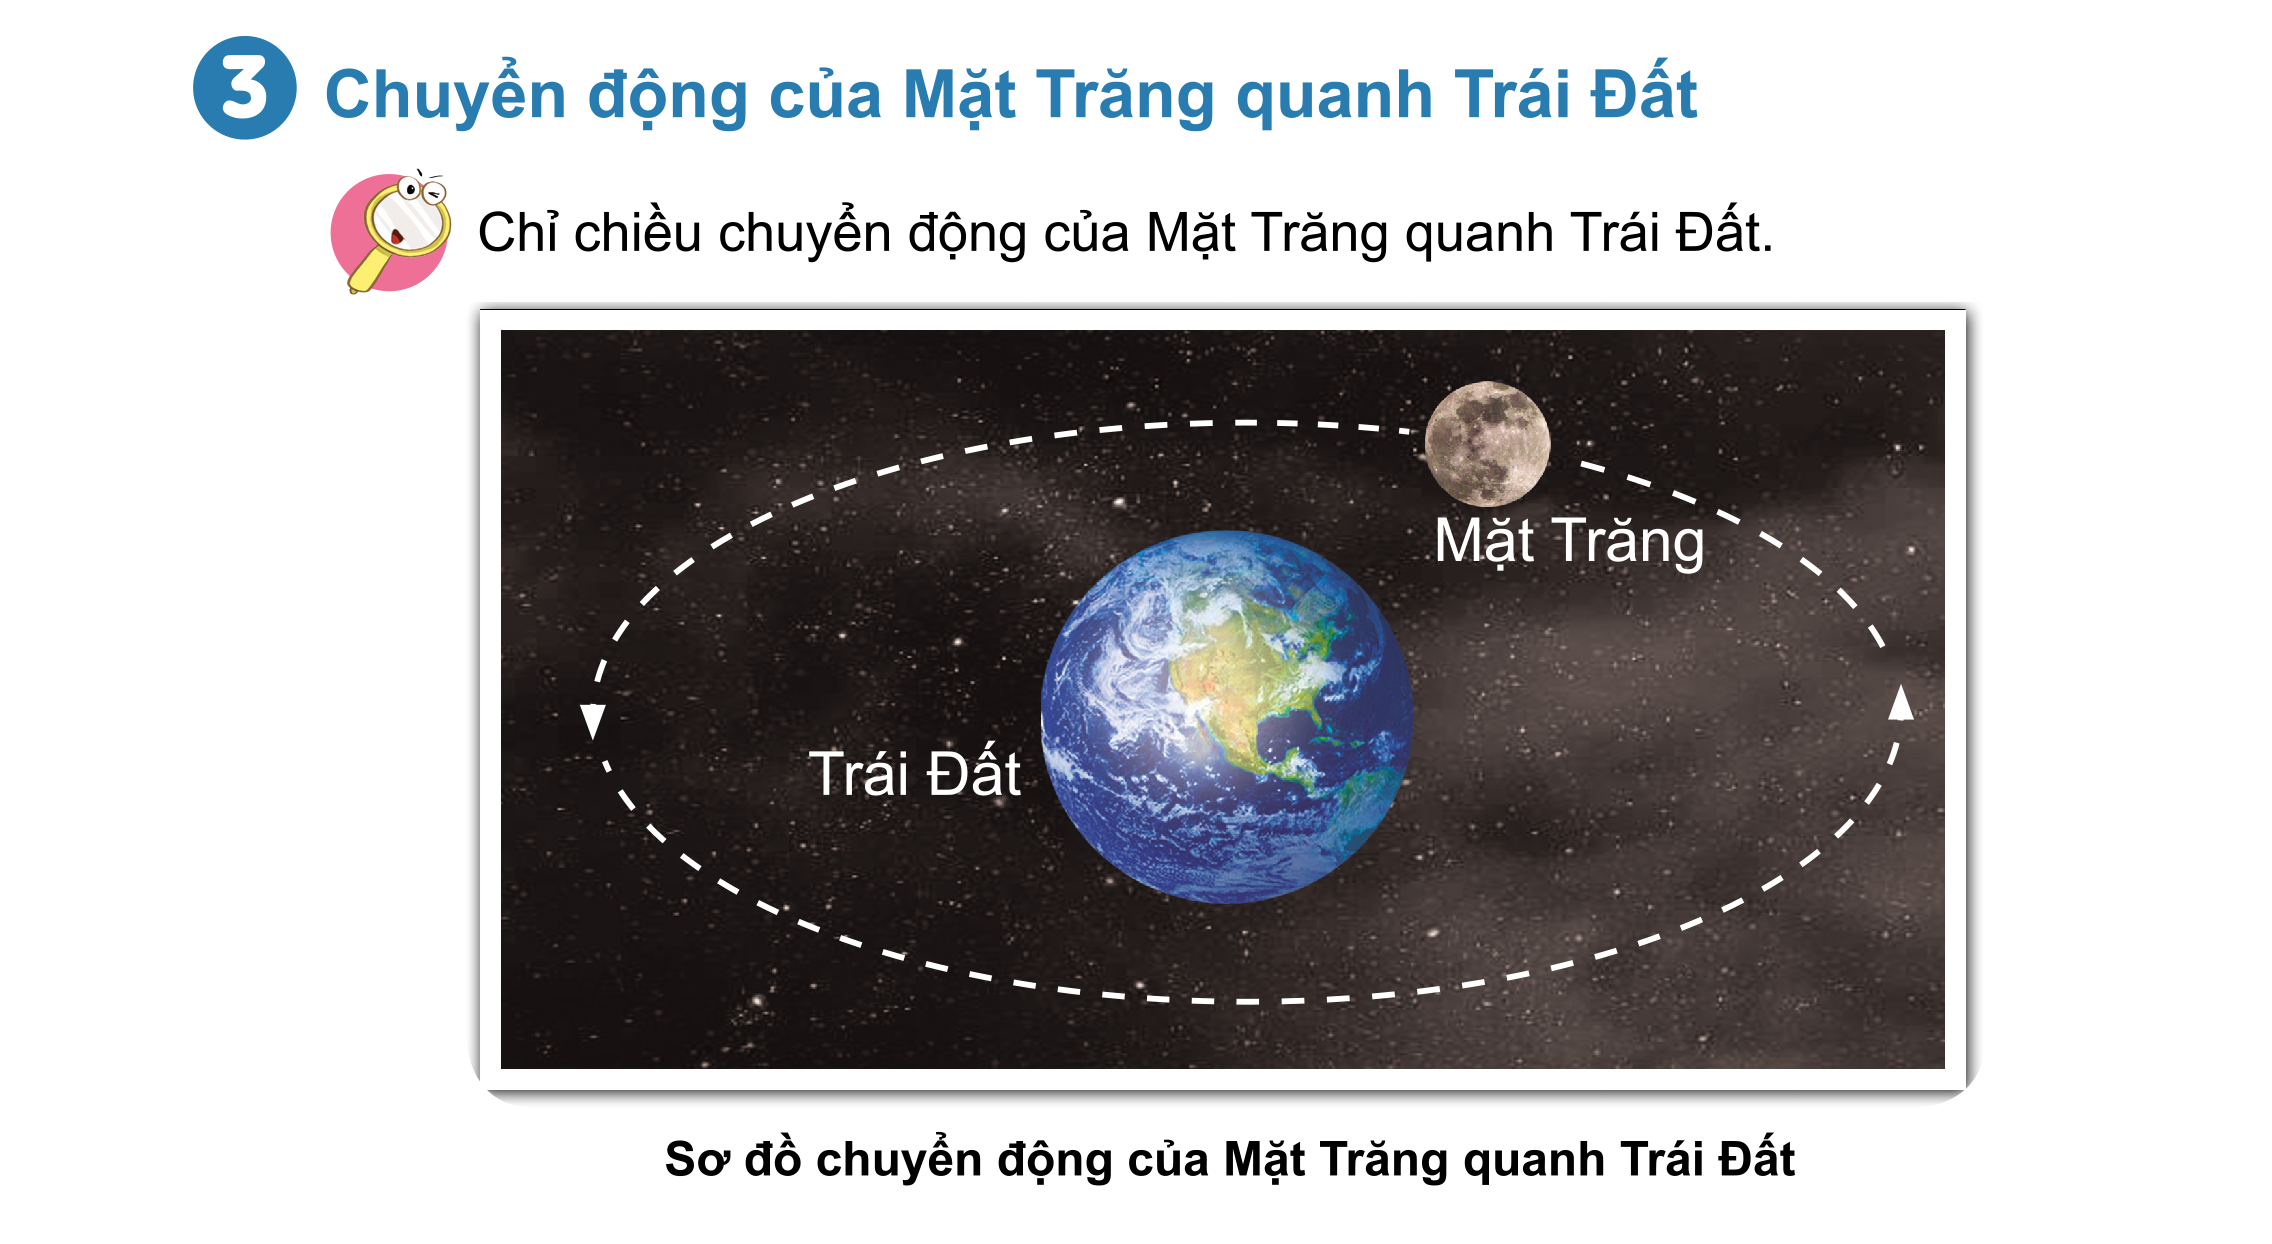 3 Chuyển động của Mặt Trăng quanh Trái Đất
Chỉ chiều chuyển động của Mặt Trăng quanh Trái Đất.
Mặt Trăng
Trái Đất
Sơ đồ chuyển động của Mặt Trăng quanh Trái Đất